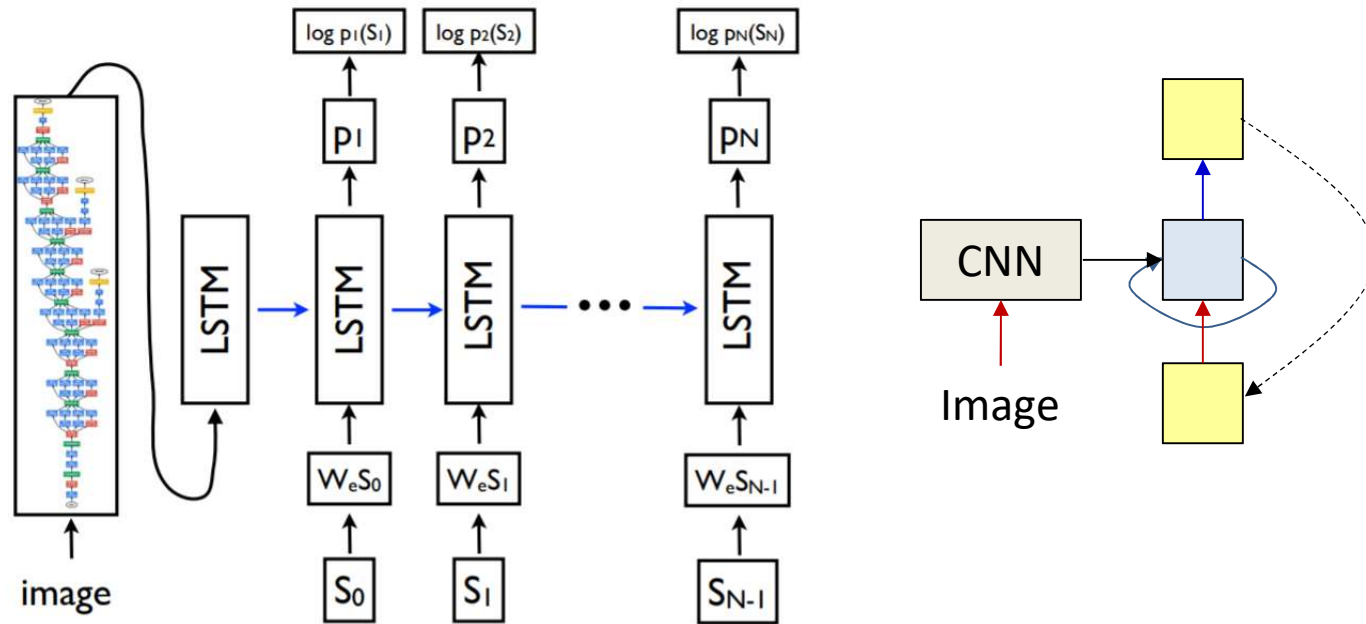 log p1(S1) log p2(S2) log pN(SN)
p1 p2 pN
LSTM LSTM LSTM LSTM
CNN
WeS0 WeS1 WeSN-1
Image
image
S0 S1 SN-1